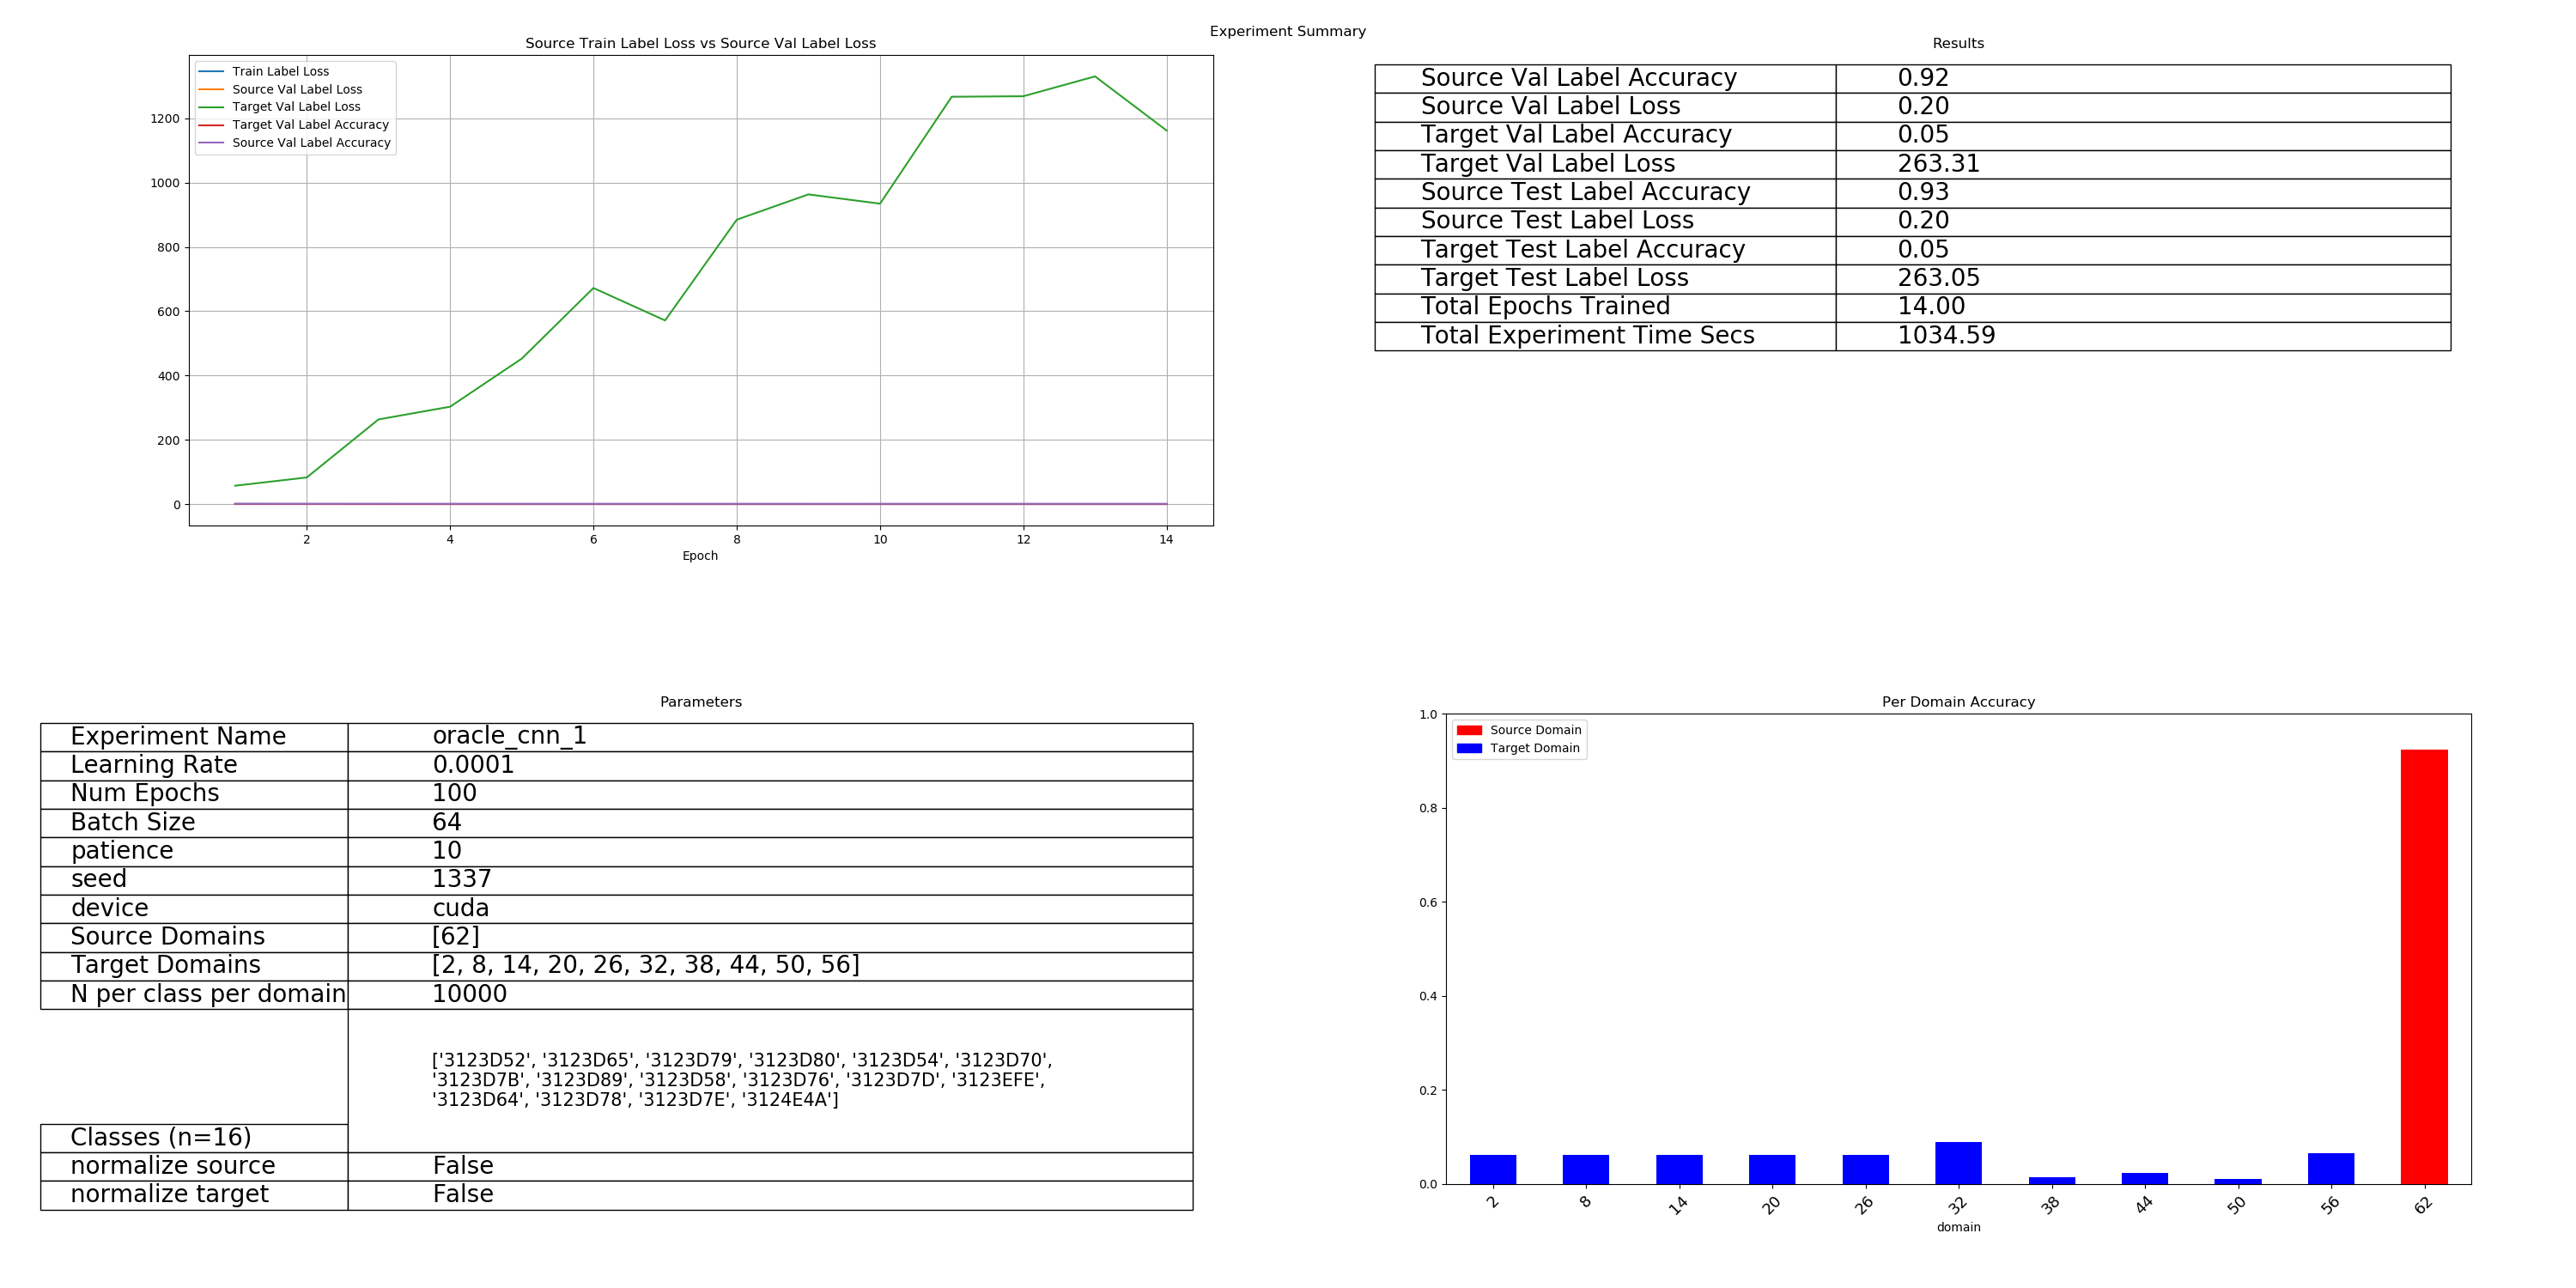 Experiment Summary
Source Train Label Loss vs Source Val Label Loss
Train Label Loss
Source Val Label Loss
Target Val Label Loss
Target Val Label Accuracy
Source Val Label Accuracy
1200
1000
800
600
400
200
0
2 4 6 8 10 12 14
Epoch
Results
Source Val Label Accuracy 0.92
Source Val Label Loss 0.20
Target Val Label Accuracy 0.05
Target Val Label Loss 263.31
Source Test Label Accuracy 0.93
Source Test Label Loss 0.20
Target Test Label Accuracy 0.05
Target Test Label Loss 263.05
Total Epochs Trained 14.00
Total Experiment Time Secs 1034.59
Parameters
Experiment Name oracle_cnn_1
Learning Rate 0.0001
Num Epochs 100
Batch Size 64
patience 10
seed 1337
device cuda
Source Domains [62]
Target Domains [2, 8, 14, 20, 26, 32, 38, 44, 50, 56]
N per class per domain 10000
['3123D52', '3123D65', '3123D79', '3123D80', '3123D54', '3123D70',
'3123D7B', '3123D89', '3123D58', '3123D76', '3123D7D', '3123EFE',
'3123D64', '3123D78', '3123D7E', '3124E4A']
Classes (n=16)
normalize source False
normalize target False
Per Domain Accuracy
Source Domain
Target Domain
1.0
0.8
0.6
0.4
0.2
0.0
2 8 14 20 26 32 38 44 50 56 62
domain